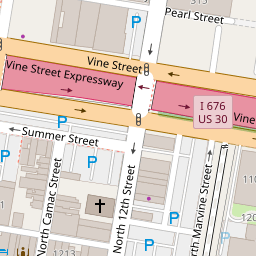 Pearl Street
Vine Street
Vine Street Expressway
I 676
US 30
Vine
Summer Street
P
P
P
P
P
P
P
P
North Camac Street
North 12th Street
North Marvine Street
1213